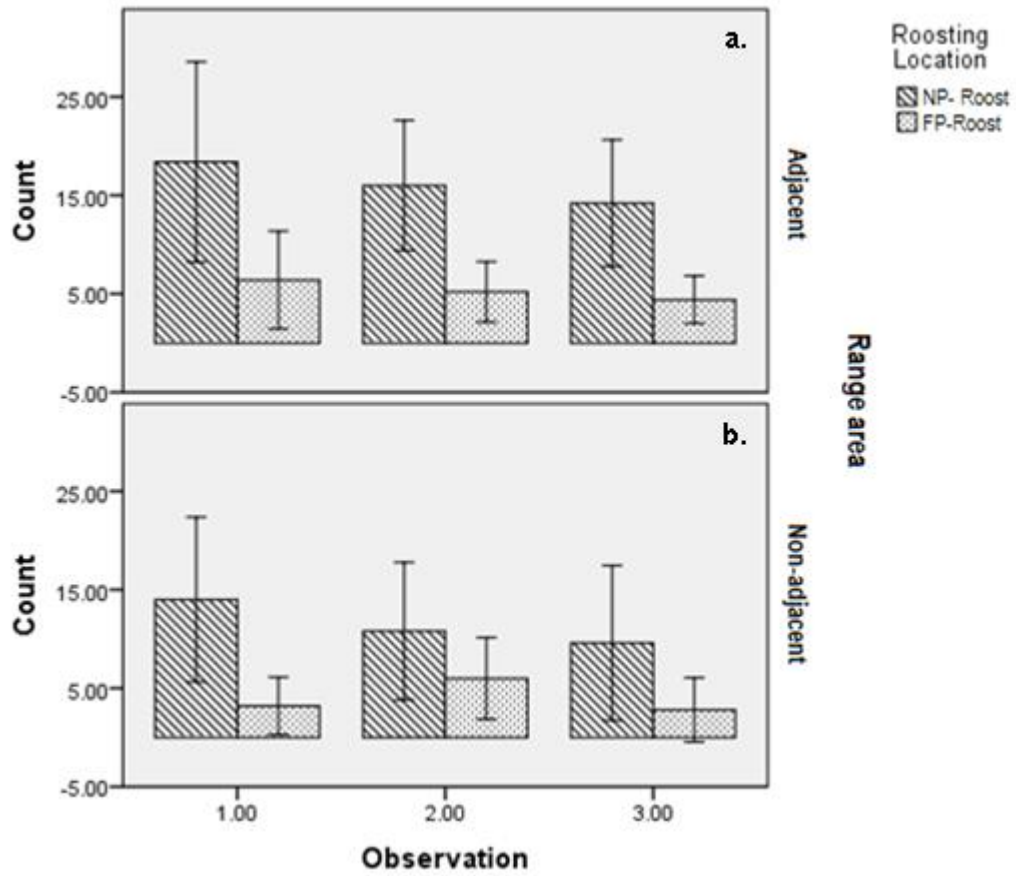 a.
Roosting
Location
NP- Roost
FP-Roost
25.00
15.00
5.00
-5.00
Count
Adjacent
Range area
b.
25.00
15.00
5.00
-5.00
Count
Non-adjacent
1.00 2.00 3.00
Observation